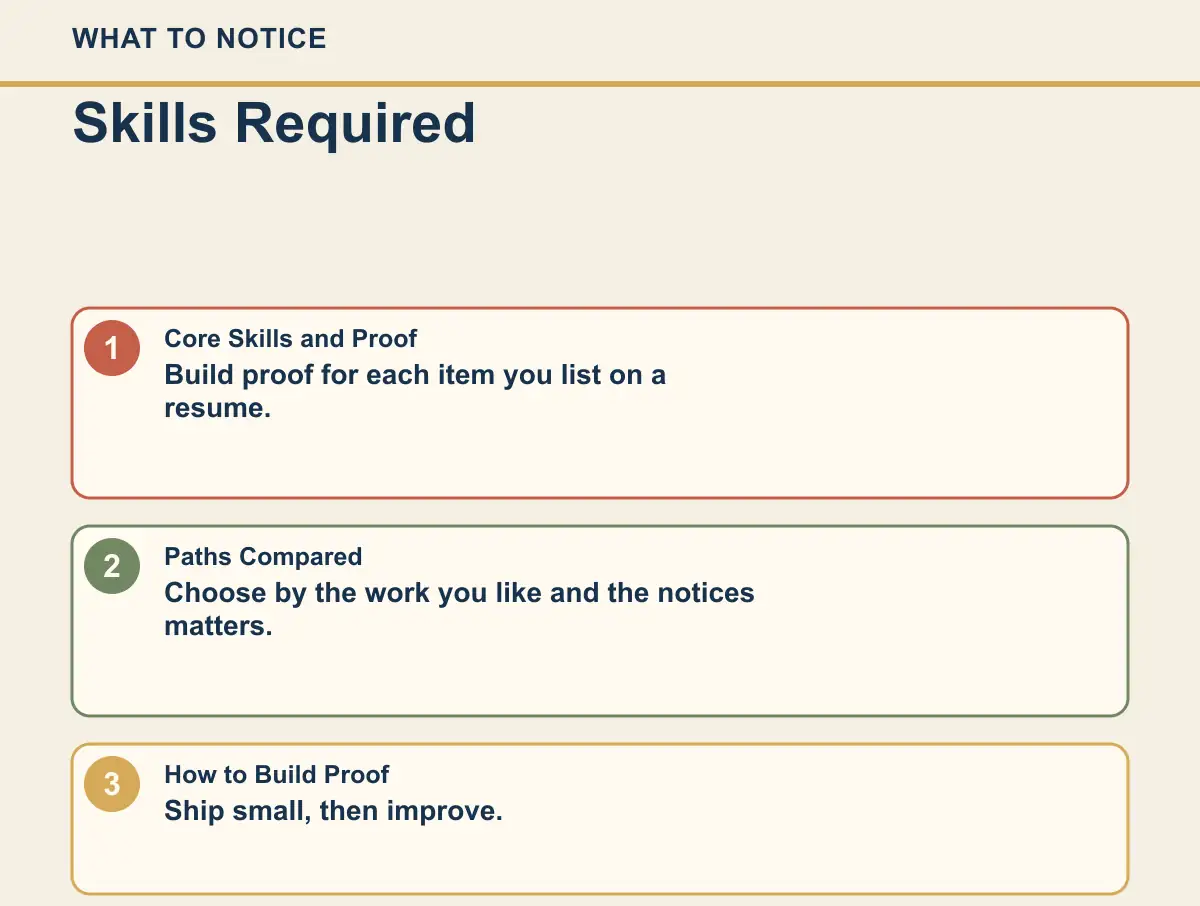 WHAT TO NOTICE
Skills Required
1
Core Skills and Proof
Build proof for each item you list on a
resume.
2
Paths Compared
Choose by the work you like and the notices
matters.
3
How to Build Proof
Ship small, then improve.